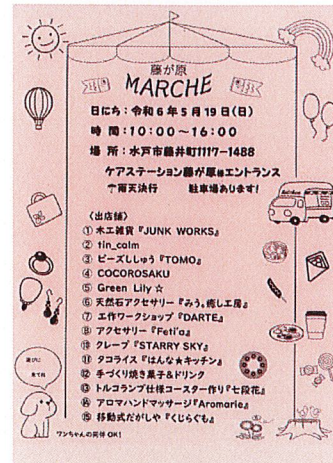 藤が原
MARCHE
日にち：令和6年5月19日(日)
時 間：10:00～16:00
場 所：水戸市藤井町1117-1488
ケアステーション藤が原様エントランス
☂雨天決行 駐車場あります!
〈出店舗〉
① 木工雑貨『JUNK WORKS』
② tin_calm
③ ビーズししゅう『TOMO』
④ COCOROSAKU
⑤ Green Lily ☆
⑥ 天然石アクセサリー『みう。癒し工房』
⑦ 工作ワークショップ『DARTE』
⑧ アクセサリー『Feti'a』
⑩ クレープ『STARRY SKY』
⑪ タコライス『はんな★キッチン』
⑫ 手づくり焼き菓子&ドリンク
⑬ トルコランプ仕様コースター作り『七段花』
⑭ アロマハンドマッサージ『Aromarie』
⑮ 移動式だがしや『くじらぐも』
遊びに
来てね
ワンちゃんの同伴OK!